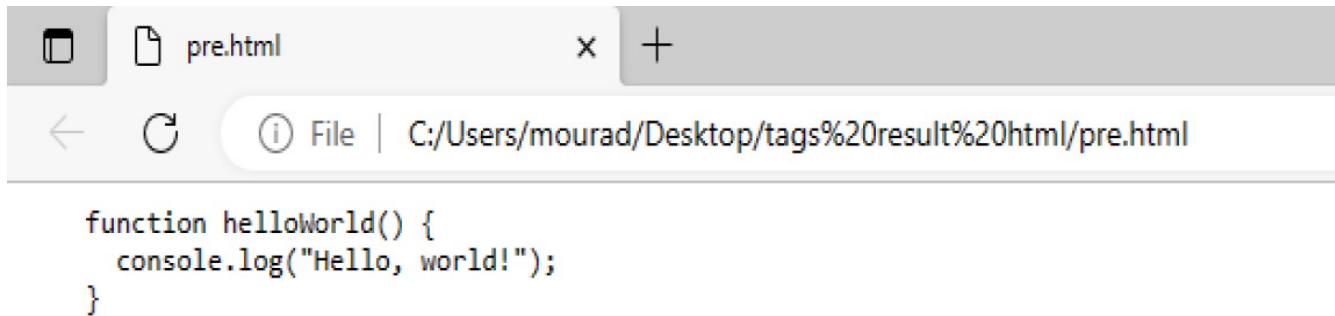 pre.html
File C:/Users/mourad/Desktop/tags%20result%20html/pre.html
function helloWorld() {
  console.log("Hello, world!");
}